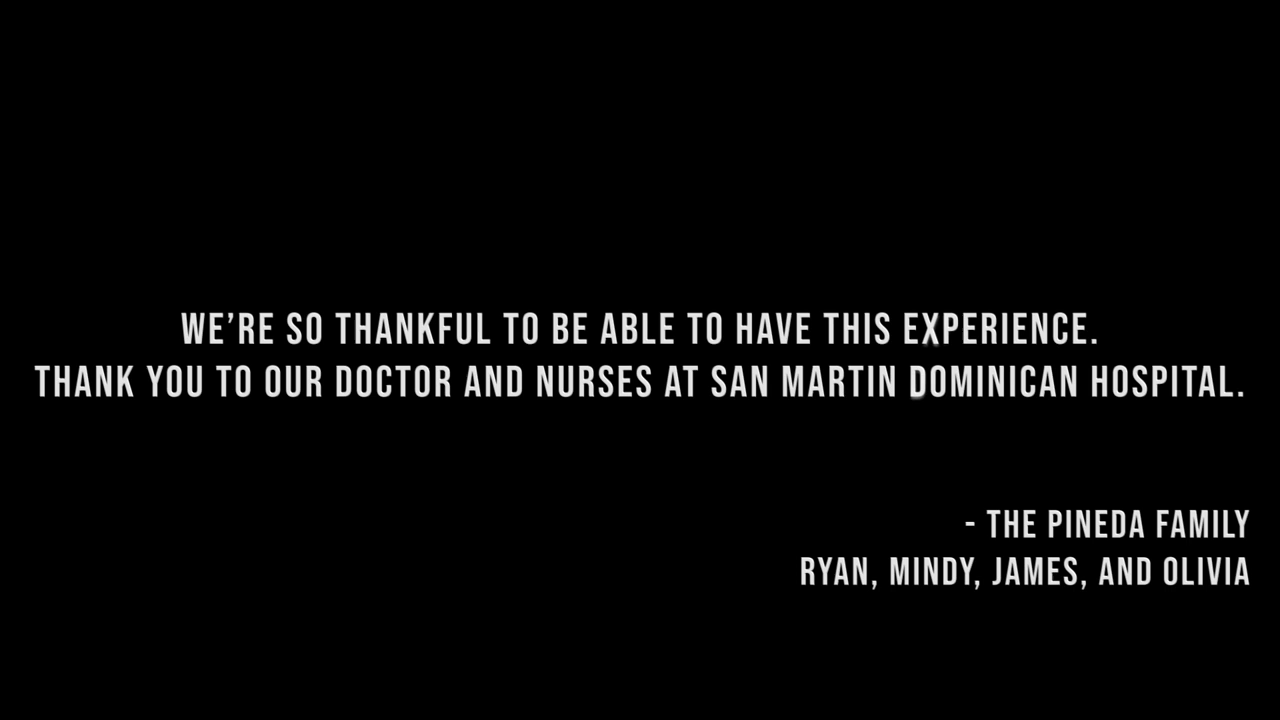 WE’RE SO THANKFUL TO BE ABLE TO HAVE THIS EXPERIENCE.
THANK YOU TO OUR DOCTOR AND NURSES AT SAN MARTIN DOMINICAN HOSPITAL.
- THE PINEDA FAMILY
RYAN, MINDY, JAMES, AND OLIVIA